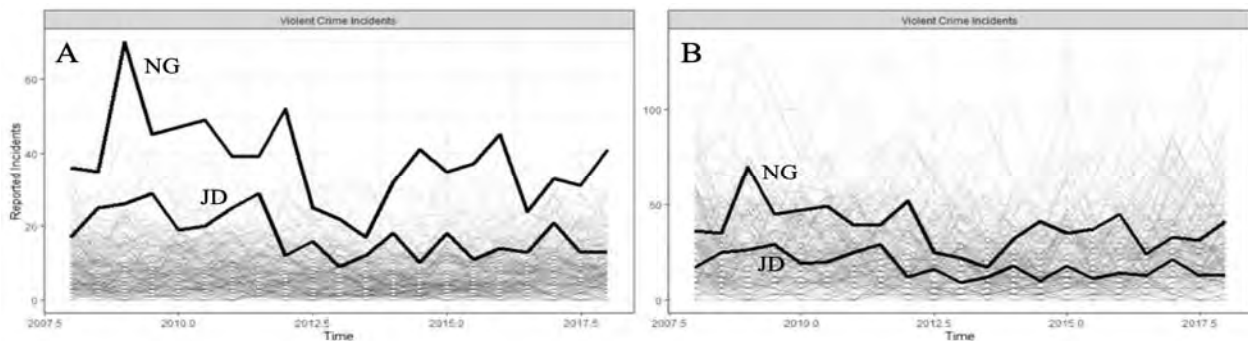 Violent Crime Incidents
A
NG
JD
Reported Incidents
60
40
20
0
2007.5
2010.0
2012.5
2015.0
2017.5
Time
Violent Crime Incidents
B
NG
JD
100
50
0
2007.5
2010.0
2012.5
2015.0
2017.5
Time